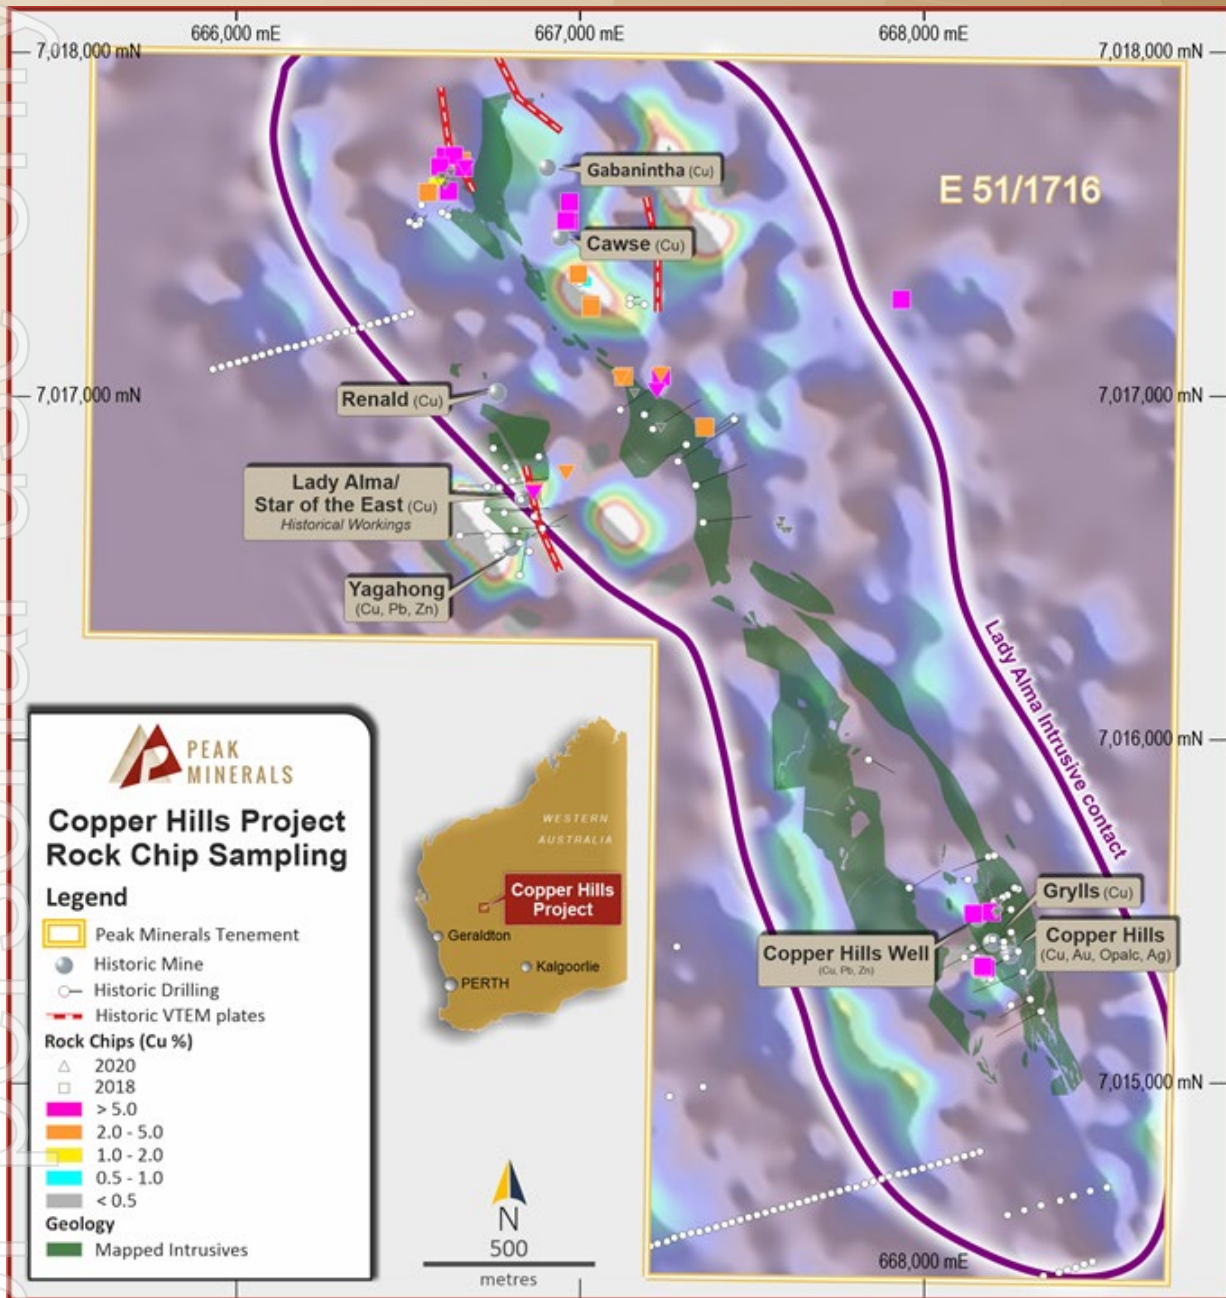 666,000 mE
667,000 mE
668,000 mE
7,018,000 mN
7,018,000 mN
Gabanintha (Cu)
E 51/1716
Cawse (Cu)
7,017,000 mN
7,017,000 mN
Renald (Cu)
Lady Alma/
Star of the East (Cu)
Historical Workings
Yagahong
(Cu, Pb, Zn)
Lady Alma Intrusive contact
7,016,000 mN
PEAK
MINERALS
Copper Hills Project
Rock Chip Sampling
Legend
Peak Minerals Tenement
Historic Mine
Historic Drilling
Historic VTEM plates
Rock Chips (Cu %)
2020
2018
> 5.0
2.0 - 5.0
1.0 - 2.0
0.5 - 1.0
< 0.5
Geology
Mapped Intrusives
WESTERN
AUSTRALIA
Copper Hills
Project
Geraldton
Kalgoorlie
PERTH
Grylls (Cu)
Copper Hills Well
(Cu, Pb, Zn)
Copper Hills
(Cu, Au, Opalc, Ag)
7,015,000 mN
N
500
metres
668,000 mE